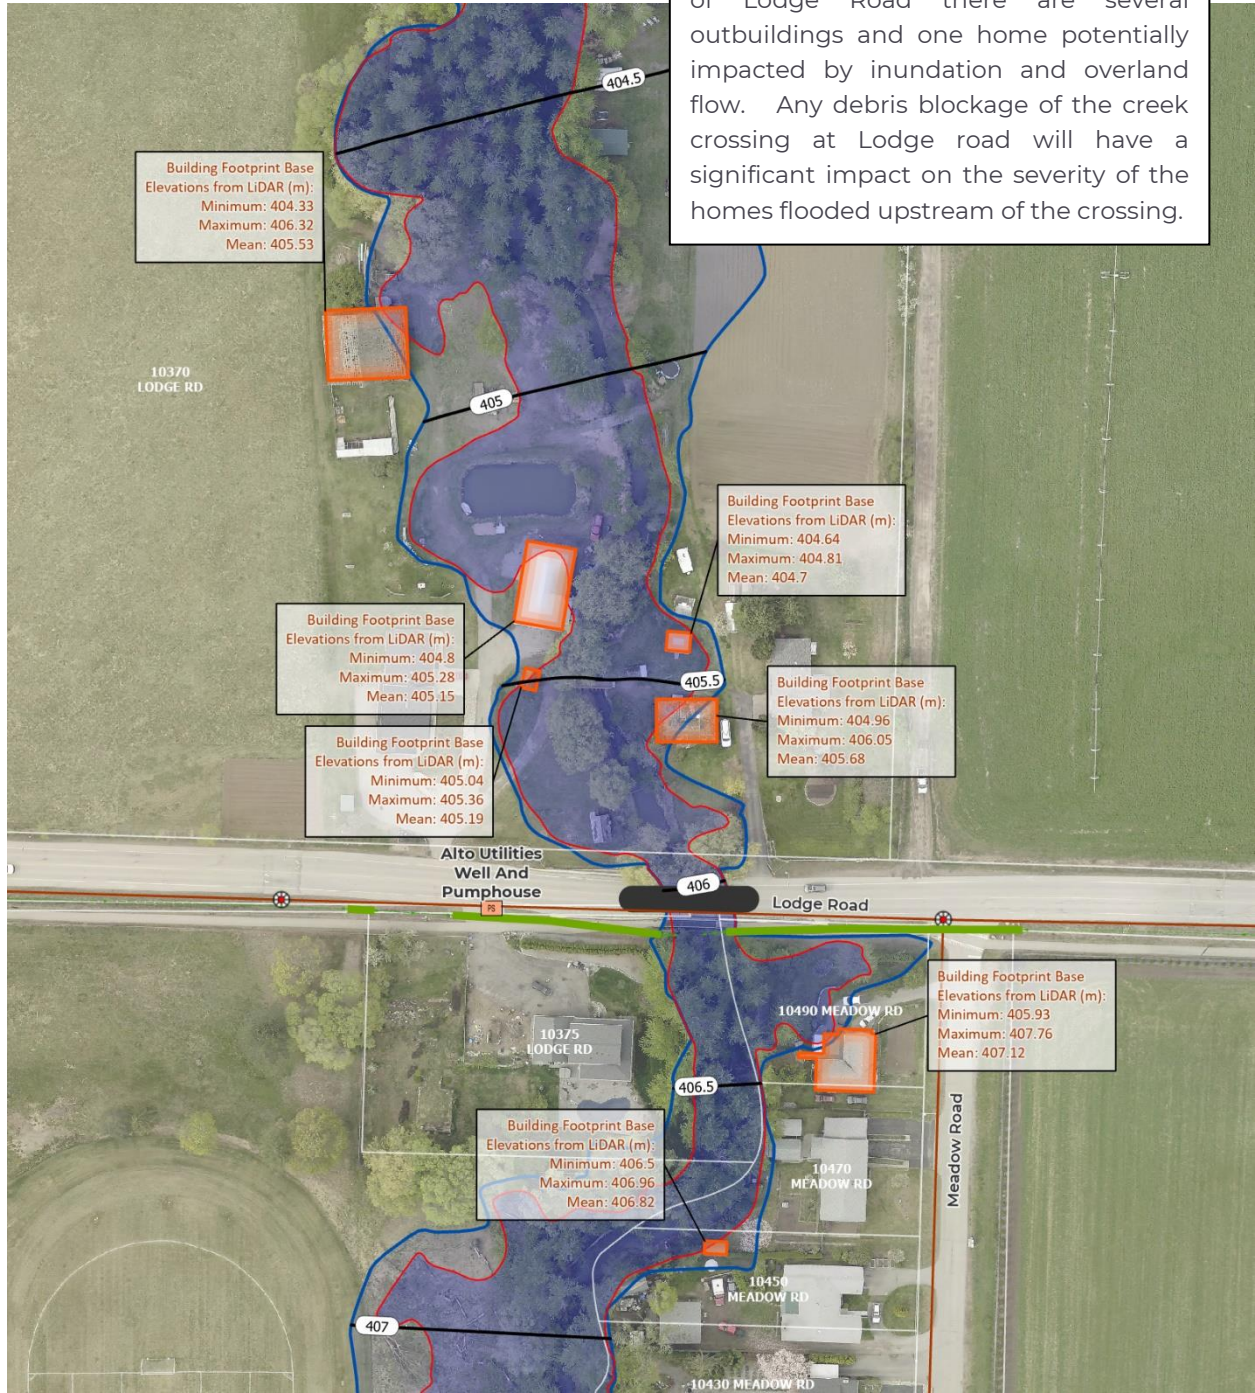 of Lodge Road there are several
outbuildings and one home potentially
impacted by inundation and overland
flow. Any debris blockage of the creek
crossing at Lodge road will have a
significant impact on the severity of the
homes flooded upstream of the crossing.
404.5
Building Footprint Base
Elevations from LiDAR (m):
Minimum: 404.33
Maximum: 406.32
Mean: 405.53
10370
LODGE RD
405
Building Footprint Base
Elevations from LiDAR (m):
Minimum: 404.64
Maximum: 404.81
Mean: 404.7
Building Footprint Base
Elevations from LiDAR (m):
Minimum: 404.8
Maximum: 405.28
Mean: 405.15
405.5
Building Footprint Base
Elevations from LiDAR (m):
Minimum: 404.96
Maximum: 406.05
Mean: 405.68
Building Footprint Base
Elevations from LiDAR (m):
Minimum: 405.04
Maximum: 405.36
Mean: 405.19
Alto Utilities
Well And
Pumphouse
PS
406
Lodge Road
Building Footprint Base
Elevations from LiDAR (m):
Minimum: 405.93
Maximum: 407.76
Mean: 407.12
10490 MEADOW RD
10375
LODGE RD
406.5
Building Footprint Base
Elevations from LiDAR (m):
Minimum: 406.5
Maximum: 406.96
Mean: 406.82
10470
MEADOW RD
Meadow Road
10450
MEADOW RD
407
10430 MEADOW RD